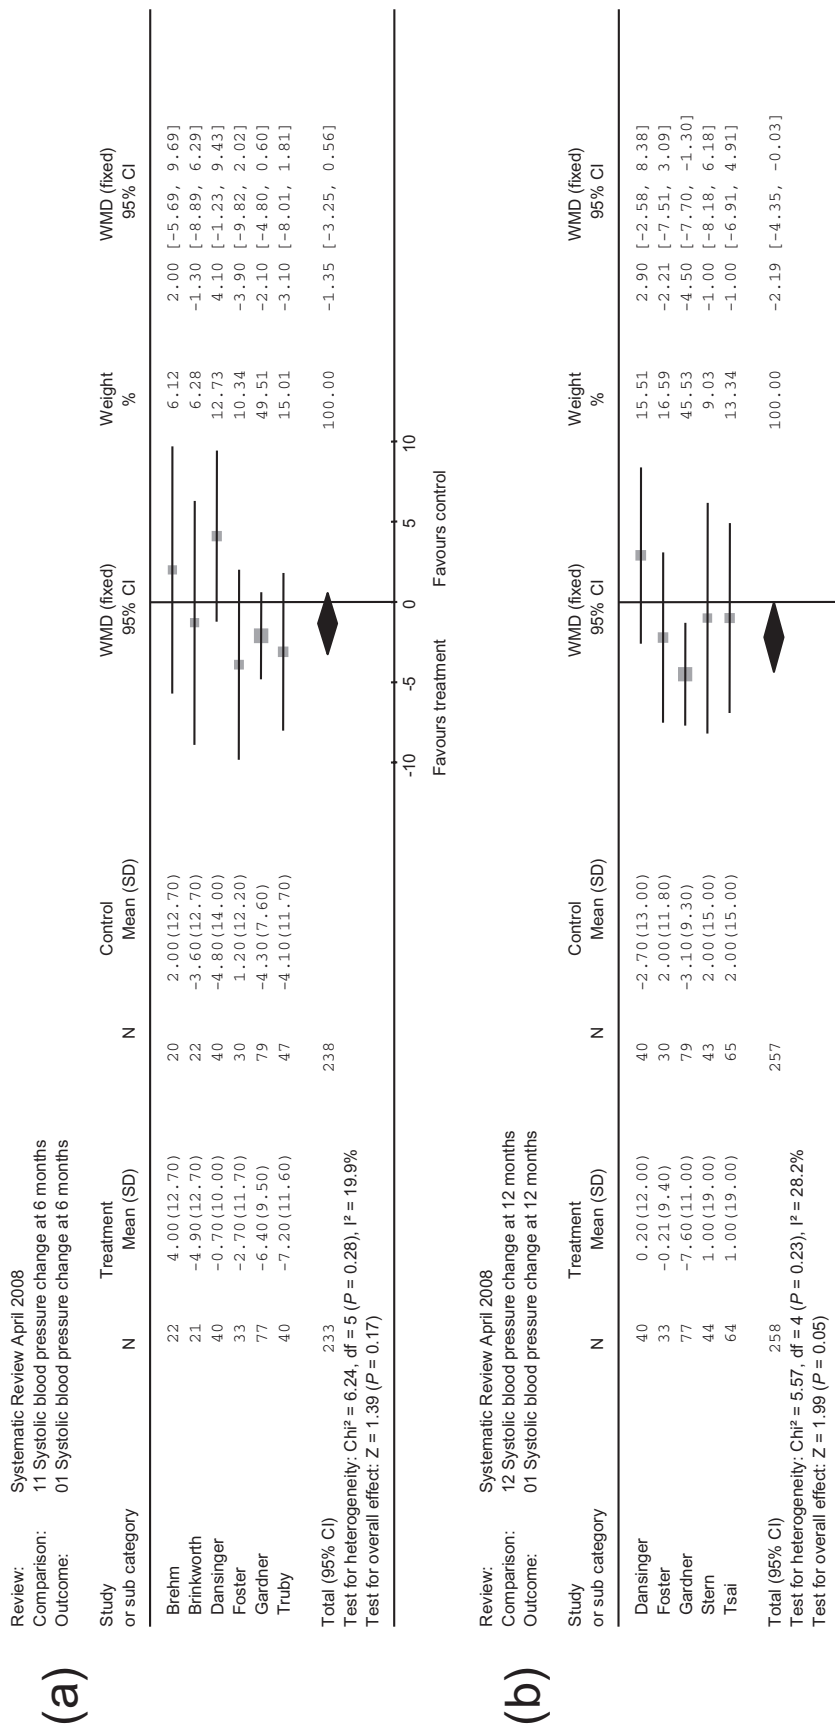 (a)
Review: Systematic Review April 2008
Comparison: 11 Systolic blood pressure change at 6 months
Outcome: 01 Systolic blood pressure change at 6 months
Study Treatment Control WMD (fixed) Weight WMD (fixed)
or sub category N Mean (SD) N Mean (SD) 95% CI % 95% CI
Brehm 22 4.00(12.70) 20 2.00(12.70) 6.12 2.00 [-5.69, 9.69]
Brinkworth 21 -4.90(12.70) 22 -3.60(12.70) 6.28 -1.30 [-8.89, 6.29]
Dansinger 40 -0.70(10.00) 40 -4.80(14.00) 12.73 4.10 [-1.23, 9.43]
Foster 33 -2.70(11.70) 30 1.20(12.20) 10.34 -3.90 [-9.82, 2.02]
Gardner 77 -6.40(9.50) 79 -4.30(7.60) 49.51 -2.10 [-4.80, 0.60]
Truby 40 -7.20(11.60) 47 -4.10(11.70) 15.01 -3.10 [-8.01, 1.81]
Total (95% CI) 233 238 100.00 -1.35 [-3.25, 0.56]
Test for heterogeneity: Chi² = 6.24, df = 5 (P = 0.28), I² = 19.9%
Test for overall effect: Z = 1.39 (P = 0.17)
-10 -5 0 5 10
Favours treatment Favours control
(b)
Review: Systematic Review April 2008
Comparison: 12 Systolic blood pressure change at 12 months
Outcome: 01 Systolic blood pressure change at 12 months
Study Treatment Control WMD (fixed) Weight WMD (fixed)
or sub category N Mean (SD) N Mean (SD) 95% CI % 95% CI
Dansinger 40 0.20(12.00) 40 -2.70(13.00) 15.51 2.90 [-2.58, 8.38]
Foster 33 -0.21(9.40) 30 2.00(11.80) 16.59 -2.21 [-7.51, 3.09]
Gardner 77 -7.60(11.00) 79 -3.10(9.30) 45.53 -4.50 [-7.70, -1.30]
Stern 44 1.00(19.00) 43 2.00(15.00) 9.03 -1.00 [-8.18, 6.18]
Tsai 64 1.00(19.00) 65 2.00(15.00) 13.34 -1.00 [-6.91, 4.91]
Total (95% CI) 258 257 100.00 -2.19 [-4.35, -0.03]
Test for heterogeneity: Chi² = 5.57, df = 4 (P = 0.23), I² = 28.2%
Test for overall effect: Z = 1.99 (P = 0.05)